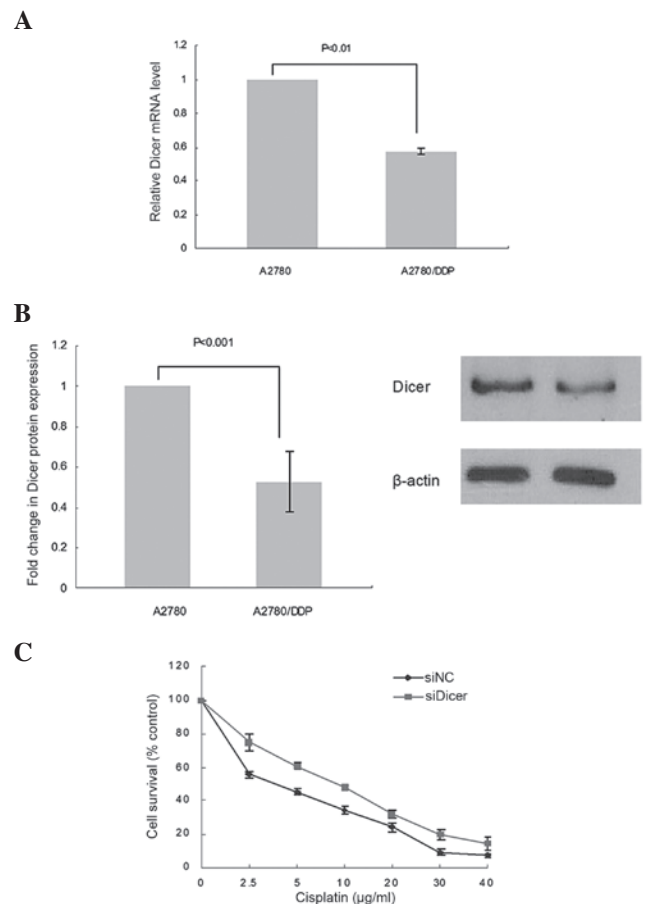 A
Relative Dicer mRNA level
1.2
1
0.8
0.6
0.4
0.2
0
P<0.01
A2780
A2780/DDP
B
Fold change in Dicer protein expression
1.2
1
0.8
0.6
0.4
0.2
0
P<0.001
A2780
A2780/DDP
Dicer
β-actin
C
Cell survival (% control)
120
100
80
60
40
20
0
siNC
siDicer
0 2.5 5 10 20 30 40
Cisplatin (µg/ml)